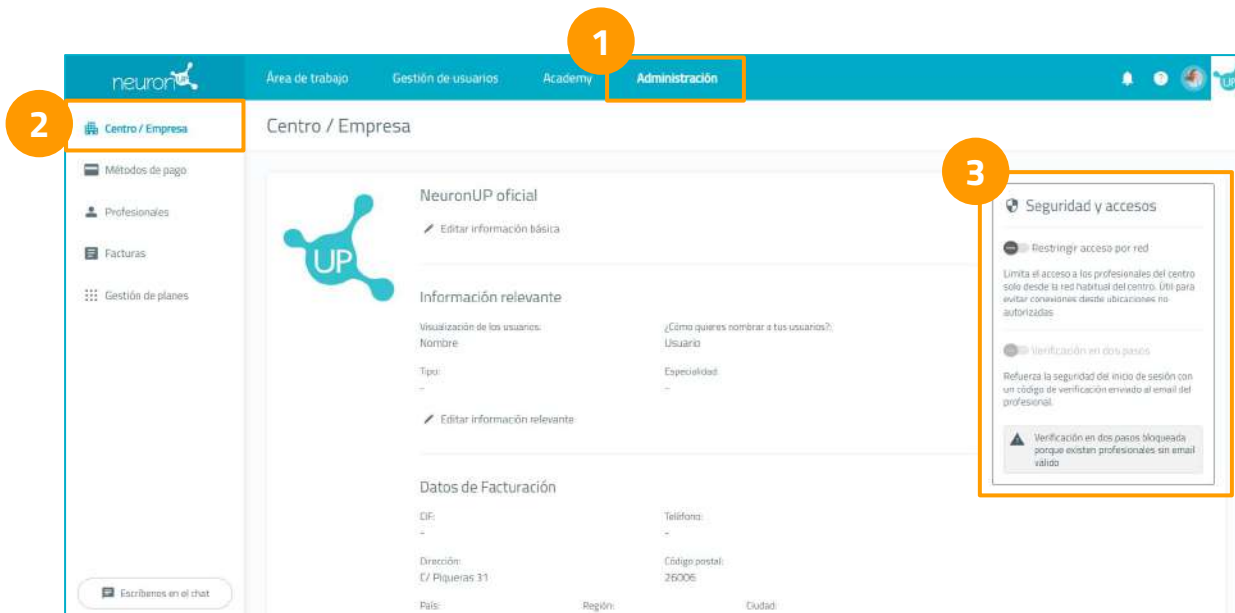 1
neuronUP
Área de trabajo
Gestión de usuarios
Academy
Administración
2
Centro / Empresa
Métodos de pago
Profesionales
Facturas
Gestión de planes
Escríbenos en el chat
Centro / Empresa
UP
NeuronUP oficial
Editar información básica
Información relevante
Visualización de los usuarios:
Nombre
¿Cómo quieres nombrar a tus usuarios?:
Usuario
Tipo:
-
Especialidad:
-
Editar información relevante
Datos de Facturación
CIF:
-
Teléfono:
-
Dirección:
C/ Piqueras 31
Código postal:
26006
País:
Región:
Ciudad:
3
Seguridad y accesos
Restringir acceso por red
Limita el acceso a los profesionales del centro
solo desde la red habitual del centro. Útil para
evitar conexiones desde ubicaciones no
autorizadas
Verificación en dos pasos
Refuerza la seguridad del inicio de sesión con
un código de verificación enviado al email del
profesional.
Verificación en dos pasos bloqueada
porque existen profesionales sin email
válido